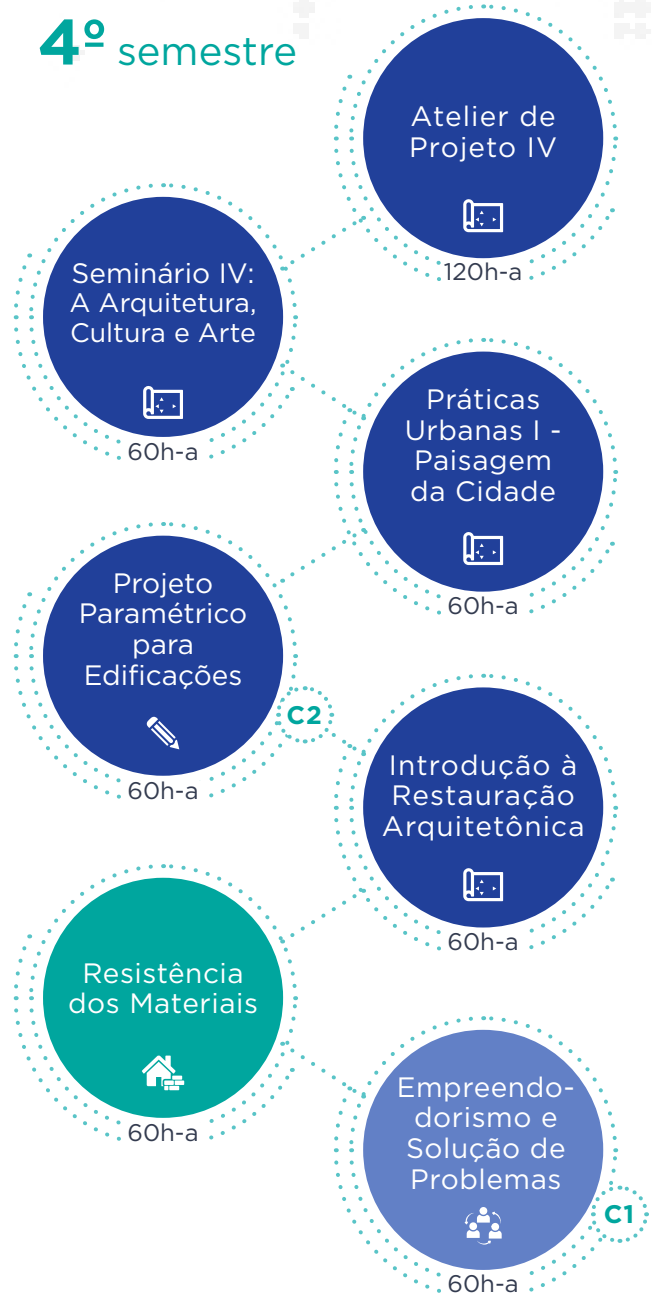 4º semestre
Atelier de
Projeto IV
120h-a
Seminário IV:
A Arquitetura,
Cultura e Arte
60h-a
Práticas
Urbanas I -
Paisagem
da Cidade
60h-a
Projeto
Paramétrico
para
Edificações
C2
60h-a
Introdução à
Restauração
Arquitetônica
60h-a
Resistência
dos Materiais
60h-a
Empreendo-
dorismo e
Solução de
Problemas
C1
60h-a